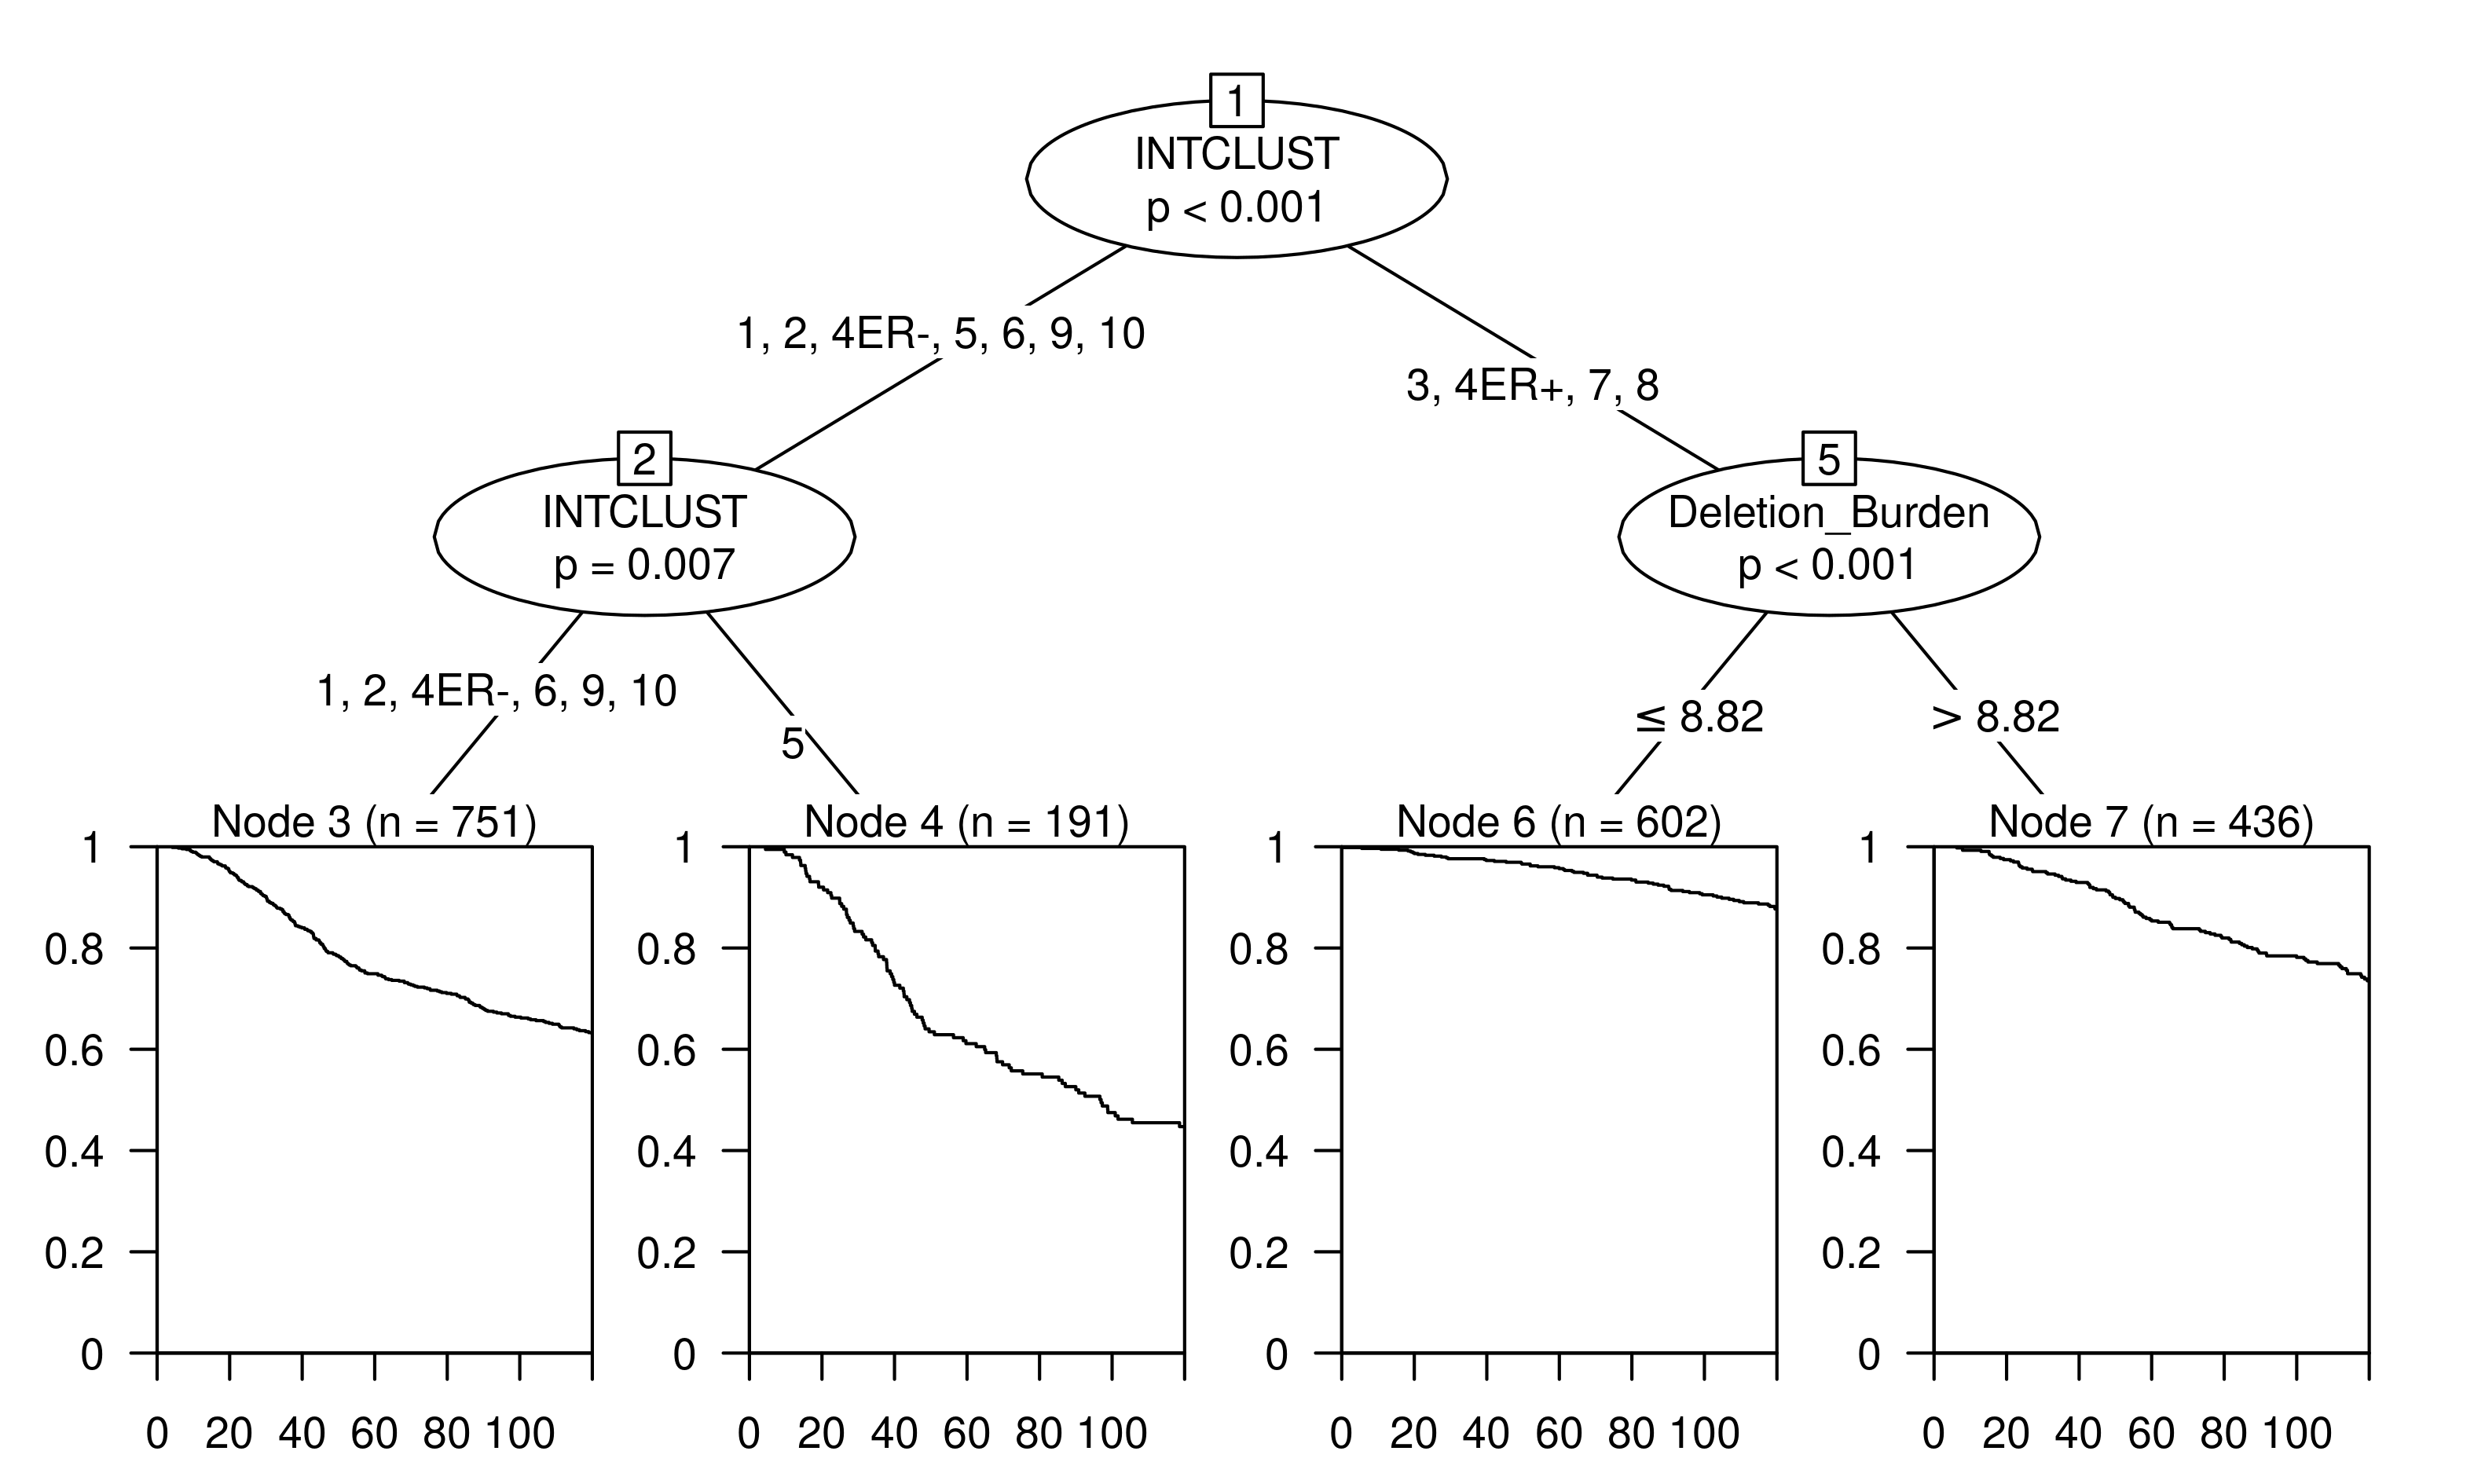 1
INTCLUST
p < 0.001
1, 2, 4ER-, 5, 6, 9, 10
3, 4ER+, 7, 8
2
INTCLUST
p = 0.007
5
Deletion_Burden
p < 0.001
1, 2, 4ER-, 6, 9, 10
5
≤ 8.82
> 8.82
Node 3 (n = 751)
1
0.8
0.6
0.4
0.2
0
0 20 40 60 80 100
Node 4 (n = 191)
1
0.8
0.6
0.4
0.2
0
0 20 40 60 80 100
Node 6 (n = 602)
1
0.8
0.6
0.4
0.2
0
0 20 40 60 80 100
Node 7 (n = 436)
1
0.8
0.6
0.4
0.2
0
0 20 40 60 80 100